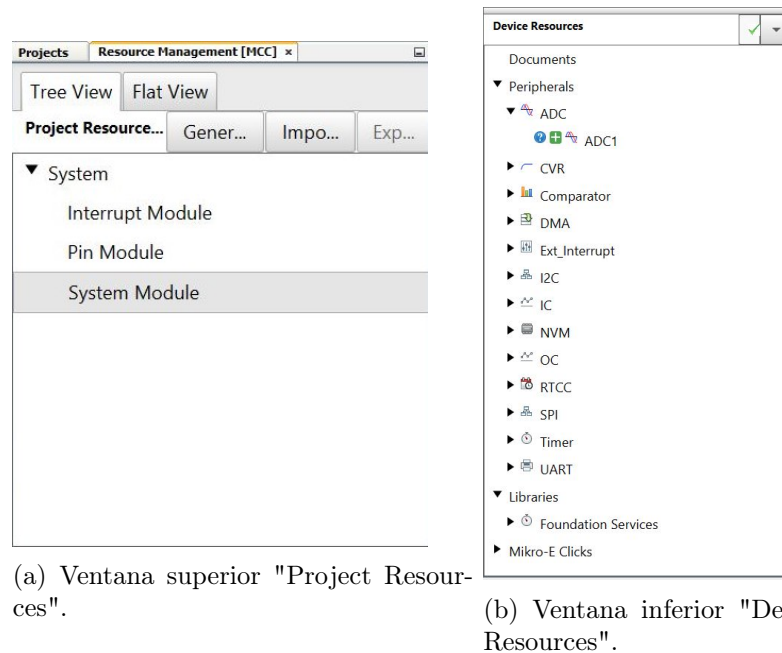 Projects Resource Management [MCC] ×
Tree View Flat View
Project Resource... Gener... Impo... Exp...
System
Interrupt Module
Pin Module
System Module
(a) Ventana superior "Project Resour-
ces".
Device Resources
Documents
Peripherals
ADC
ADC1
CVR
Comparator
DMA
Ext_Interrupt
I2C
IC
NVM
OC
RTCC
SPI
Timer
UART
Libraries
Foundation Services
Mikro-E Clicks
(b) Ventana inferior "De
Resources".